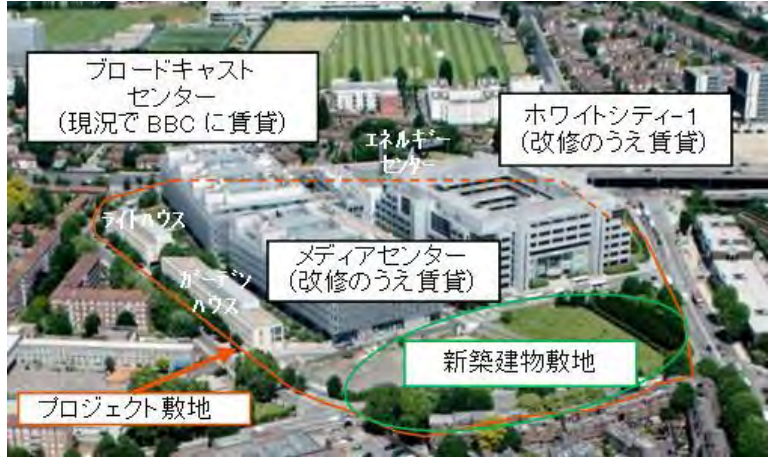 ブロードキャスト
センター
（現況で BBC に賃貸）
ホワイトシティ-1
（改修のうえ賃貸）
エネルギー
センター
ライトハウス
メディアセンター
（改修のうえ賃貸）
ガーデン
ハウス
新築建物敷地
プロジェクト敷地